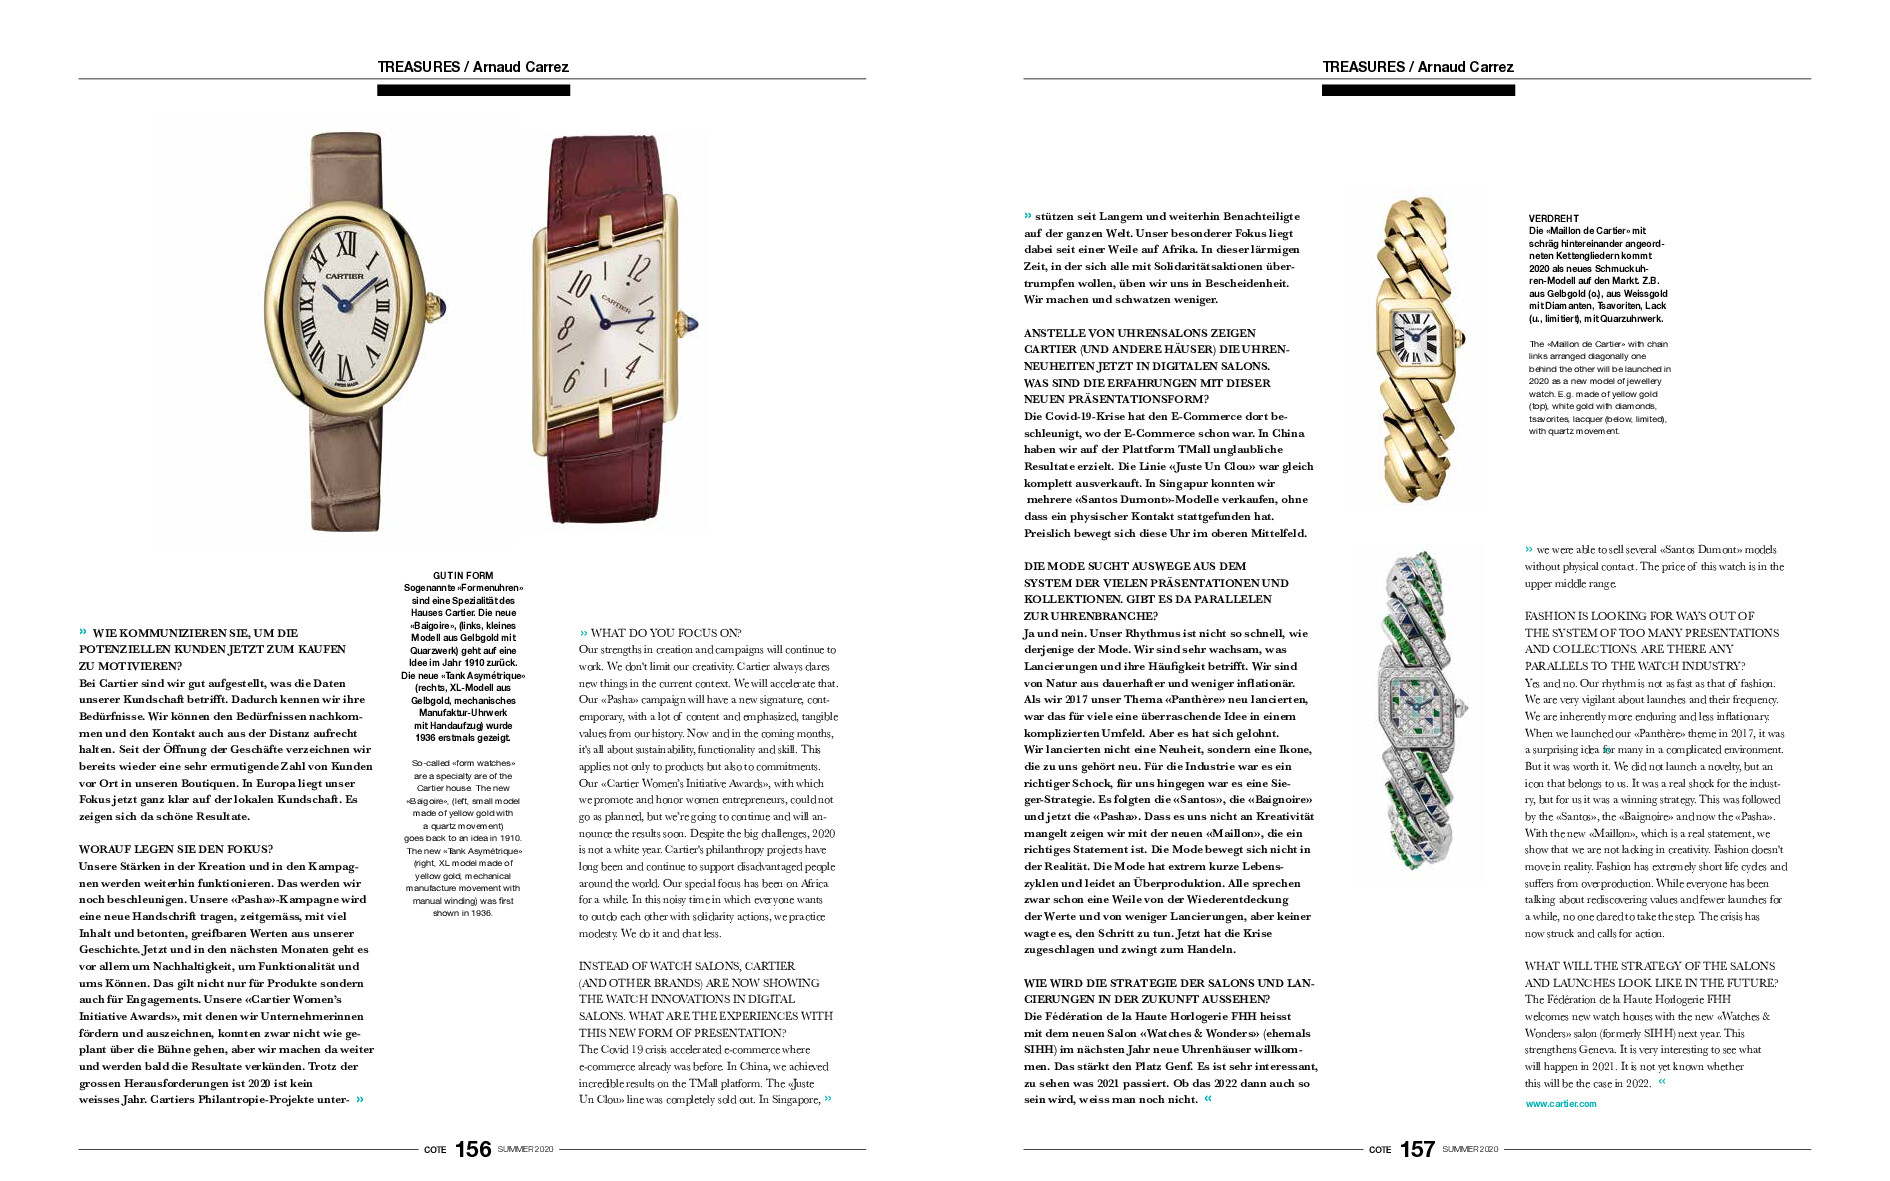 TREASURES / Arnaud Carrez
CARTIER
SWISS MADE
CARTIER
GUT IN FORM
Sogenannte «Formenuhren»
sind eine Spezialität des
Hauses Cartier. Die neue
«Baigoire», (links, kleines
Modell aus Gelbgold mit
Quarzwerk) geht auf eine
Idee im Jahr 1910 zurück.
Die neue «Tank Asymétrique»
(rechts, XL-Modell aus
Gelbgold, mechanisches
Manufaktur-Uhrwerk
mit Handaufzug) wurde
1936 erstmals gezeigt.
So-called «form watches»
are a specialty are of the
Cartier house. The new
«Baigoire», (left, small model
made of yellow gold with
a quartz movement)
goes back to an idea in 1910.
The new «Tank Asymétrique»
(right, XL model made of
yellow gold, mechanical
manufacture movement with
manual winding) was first
shown in 1936.
» WIE KOMMUNIZIEREN SIE, UM DIE
POTENZIELLEN KUNDEN JETZT ZUM KAUFEN
ZU MOTIVIEREN?
Bei Cartier sind wir gut aufgestellt, was die Daten
unserer Kundschaft betrifft. Dadurch kennen wir ihre
Bedürfnisse. Wir können den Bedürfnissen nachkom-
men und den Kontakt auch aus der Distanz aufrecht
halten. Seit der Öffnung der Geschäfte verzeichnen wir
bereits wieder eine sehr ermutigende Zahl von Kunden
vor Ort in unseren Boutiquen. In Europa liegt unser
Fokus jetzt ganz klar auf der lokalen Kundschaft. Es
zeigen sich da schöne Resultate.
WORAUF LEGEN SIE DEN FOKUS?
Unsere Stärken in der Kreation und in den Kampag-
nen werden weiterhin funktionieren. Das werden wir
noch beschleunigen. Unsere «Pasha»-Kampagne wird
eine neue Handschrift tragen, zeitgemäss, mit viel
Inhalt und betonten, greifbaren Werten aus unserer
Geschichte. Jetzt und in den nächsten Monaten geht es
vor allem um Nachhaltigkeit, um Funktionalität und
ums Können. Das gilt nicht nur für Produkte sondern
auch für Engagements. Unsere «Cartier Women's
Initiative Awards», mit denen wir Unternehmerinnen
fördern und auszeichnen, konnten zwar nicht wie ge-
plant über die Bühne gehen, aber wir machen da weiter
und werden bald die Resultate verkünden. Trotz der
grossen Herausforderungen ist 2020 ist kein
weisses Jahr. Cartiers Philantropie-Projekte unter- »
» WHAT DO YOU FOCUS ON?
Our strengths in creation and campaigns will continue to
work. We don't limit our creativity. Cartier always dares
new things in the current context. We will accelerate that.
Our «Pasha» campaign will have a new signature, cont-
emporary, with a lot of content and emphasized, tangible
values from our history. Now and in the coming months,
it's all about sustainability, functionality and skill. This
applies not only to products but also to commitments.
Our «Cartier Women's Initiative Awards», with which
we promote and honor women entrepreneurs, could not
go as planned, but we're going to continue and will an-
nounce the results soon. Despite the big challenges, 2020
is not a white year. Cartier's philanthropy projects have
long been and continue to support disadvantaged people
around the world. Our special focus has been on Africa
for a while. In this noisy time in which everyone wants
to outdo each other with solidarity actions, we practice
modesty. We do it and chat less.
INSTEAD OF WATCH SALONS, CARTIER
(AND OTHER BRANDS) ARE NOW SHOWING
THE WATCH INNOVATIONS IN DIGITAL
SALONS. WHAT ARE THE EXPERIENCES WITH
THIS NEW FORM OF PRESENTATION?
The Covid 19 crisis accelerated e-commerce where
e-commerce already was before. In China, we achieved
incredible results on the TMall platform. The «Juste
Un Clou» line was completely sold out. In Singapore, »
COTE 156 SUMMER 2020
TREASURES / Arnaud Carrez
» stützen seit Langem und weiterhin Benachteiligte
auf der ganzen Welt. Unser besonderer Fokus liegt
dabei seit einer Weile auf Afrika. In dieser lärmigen
Zeit, in der sich alle mit Solidaritätsaktionen über-
trumpfen wollen, üben wir uns in Bescheidenheit.
Wir machen und schwatzen weniger.
ANSTELLE VON UHRENSALONS ZEIGEN
CARTIER (UND ANDERE HÄUSER) DIE UHREN-
NEUHEITEN JETZT IN DIGITALEN SALONS.
WAS SIND DIE ERFAHRUNGEN MIT DIESER
NEUEN PRÄSENTATIONSFORM?
Die Covid-19-Krise hat den E-Commerce dort be-
schleunigt, wo der E-Commerce schon war. In China
haben wir auf der Plattform TMall unglaubliche
Resultate erzielt. Die Linie «Juste Un Clou» war gleich
komplett ausverkauft. In Singapur konnten wir
mehrere «Santos Dumont»-Modelle verkaufen, ohne
dass ein physischer Kontakt stattgefunden hat.
Preislich bewegt sich diese Uhr im oberen Mittelfeld.
DIE MODE SUCHT AUSWEGE AUS DEM
SYSTEM DER VIELEN PRÄSENTATIONEN UND
KOLLEKTIONEN. GIBT ES DA PARALLELEN
ZUR UHRENBRANCHE?
Ja und nein. Unser Rhythmus ist nicht so schnell, wie
derjenige der Mode. Wir sind sehr wachsam, was
Lancierungen und ihre Häufigkeit betrifft. Wir sind
von Natur aus dauerhafter und weniger inflationär.
Als wir 2017 unser Thema «Panthère» neu lancierten,
war das für viele eine überraschende Idee in einem
komplizierten Umfeld. Aber es hat sich gelohnt.
Wir lancierten nicht eine Neuheit, sondern eine Ikone,
die zu uns gehört neu. Für die Industrie war es ein
richtiger Schock, für uns hingegen war es eine Sie-
ger-Strategie. Es folgten die «Santos», die «Baignoire»
und jetzt die «Pasha». Dass es uns nicht an Kreativität
mangelt zeigen wir mit der neuen «Maillon», die ein
richtiges Statement ist. Die Mode bewegt sich nicht in
der Realität. Die Mode hat extrem kurze Lebens-
zyklen und leidet an Überproduktion. Alle sprechen
zwar schon eine Weile von der Wiederentdeckung
der Werte und von weniger Lancierungen, aber keiner
wagte es, den Schritt zu tun. Jetzt hat die Krise
zugeschlagen und zwingt zum Handeln.
WIE WIRD DIE STRATEGIE DER SALONS UND LAN-
CIERUNGEN IN DER ZUKUNFT AUSSEHEN?
Die Fédération de la Haute Horlogerie FHH heisst
mit dem neuen Salon «Watches & Wonders» (ehemals
SIHH) im nächsten Jahr neue Uhrenhäuser willkom-
men. Das stärkt den Platz Genf. Es ist sehr interessant,
zu sehen was 2021 passiert. Ob das 2022 dann auch so
sein wird, weiss man noch nicht. «
VERDREHT
Die «Maillon de Cartier» mit
schräg hintereinander angeord-
neten Kettengliedern kommt
2020 als neues Schmuckuh-
ren-Modell auf den Markt. Z.B.
aus Gelbgold (o.), aus Weissgold
mit Diamanten, Tsavoriten, Lack
(u., limitiert), mit Quarzuhrwerk.
The «Maillon de Cartier» with chain
links arranged diagonally one
behind the other will be launched in
2020 as a new model of jewellery
watch. E.g. made of yellow gold
(top), white gold with diamonds,
tsavorites, lacquer (below, limited),
with quartz movement.
» we were able to sell several «Santos Dumont» models
without physical contact. The price of this watch is in the
upper middle range.
FASHION IS LOOKING FOR WAYS OUT OF
THE SYSTEM OF TOO MANY PRESENTATIONS
AND COLLECTIONS. ARE THERE ANY
PARALLELS TO THE WATCH INDUSTRY?
Yes and no. Our rhythm is not as fast as that of fashion.
We are very vigilant about launches and their frequency.
We are inherently more enduring and less inflationary.
When we launched our «Panthère» theme in 2017, it was
a surprising idea for many in a complicated environment.
But it was worth it. We did not launch a novelty, but an
icon that belongs to us. It was a real shock for the indust-
ry, but for us it was a winning strategy. This was followed
by the «Santos», the «Baignoire» and now the «Pasha».
With the new «Maillon», which is a real statement, we
show that we are not lacking in creativity. Fashion doesn't
move in reality. Fashion has extremely short life cycles and
suffers from overproduction. While everyone has been
talking about rediscovering values and fewer launches for
a while, no one dared to take the step. The crisis has
now struck and calls for action.
WHAT WILL THE STRATEGY OF THE SALONS
AND LAUNCHES LOOK LIKE IN THE FUTURE?
The Fédération de la Haute Horlogerie FHH
welcomes new watch houses with the new «Watches &
Wonders» salon (formerly SIHH) next year. This
strengthens Geneva. It is very interesting to see what
will happen in 2021. It is not yet known whether
this will be the case in 2022. «
www.cartier.com
COTE 157 SUMMER 2020